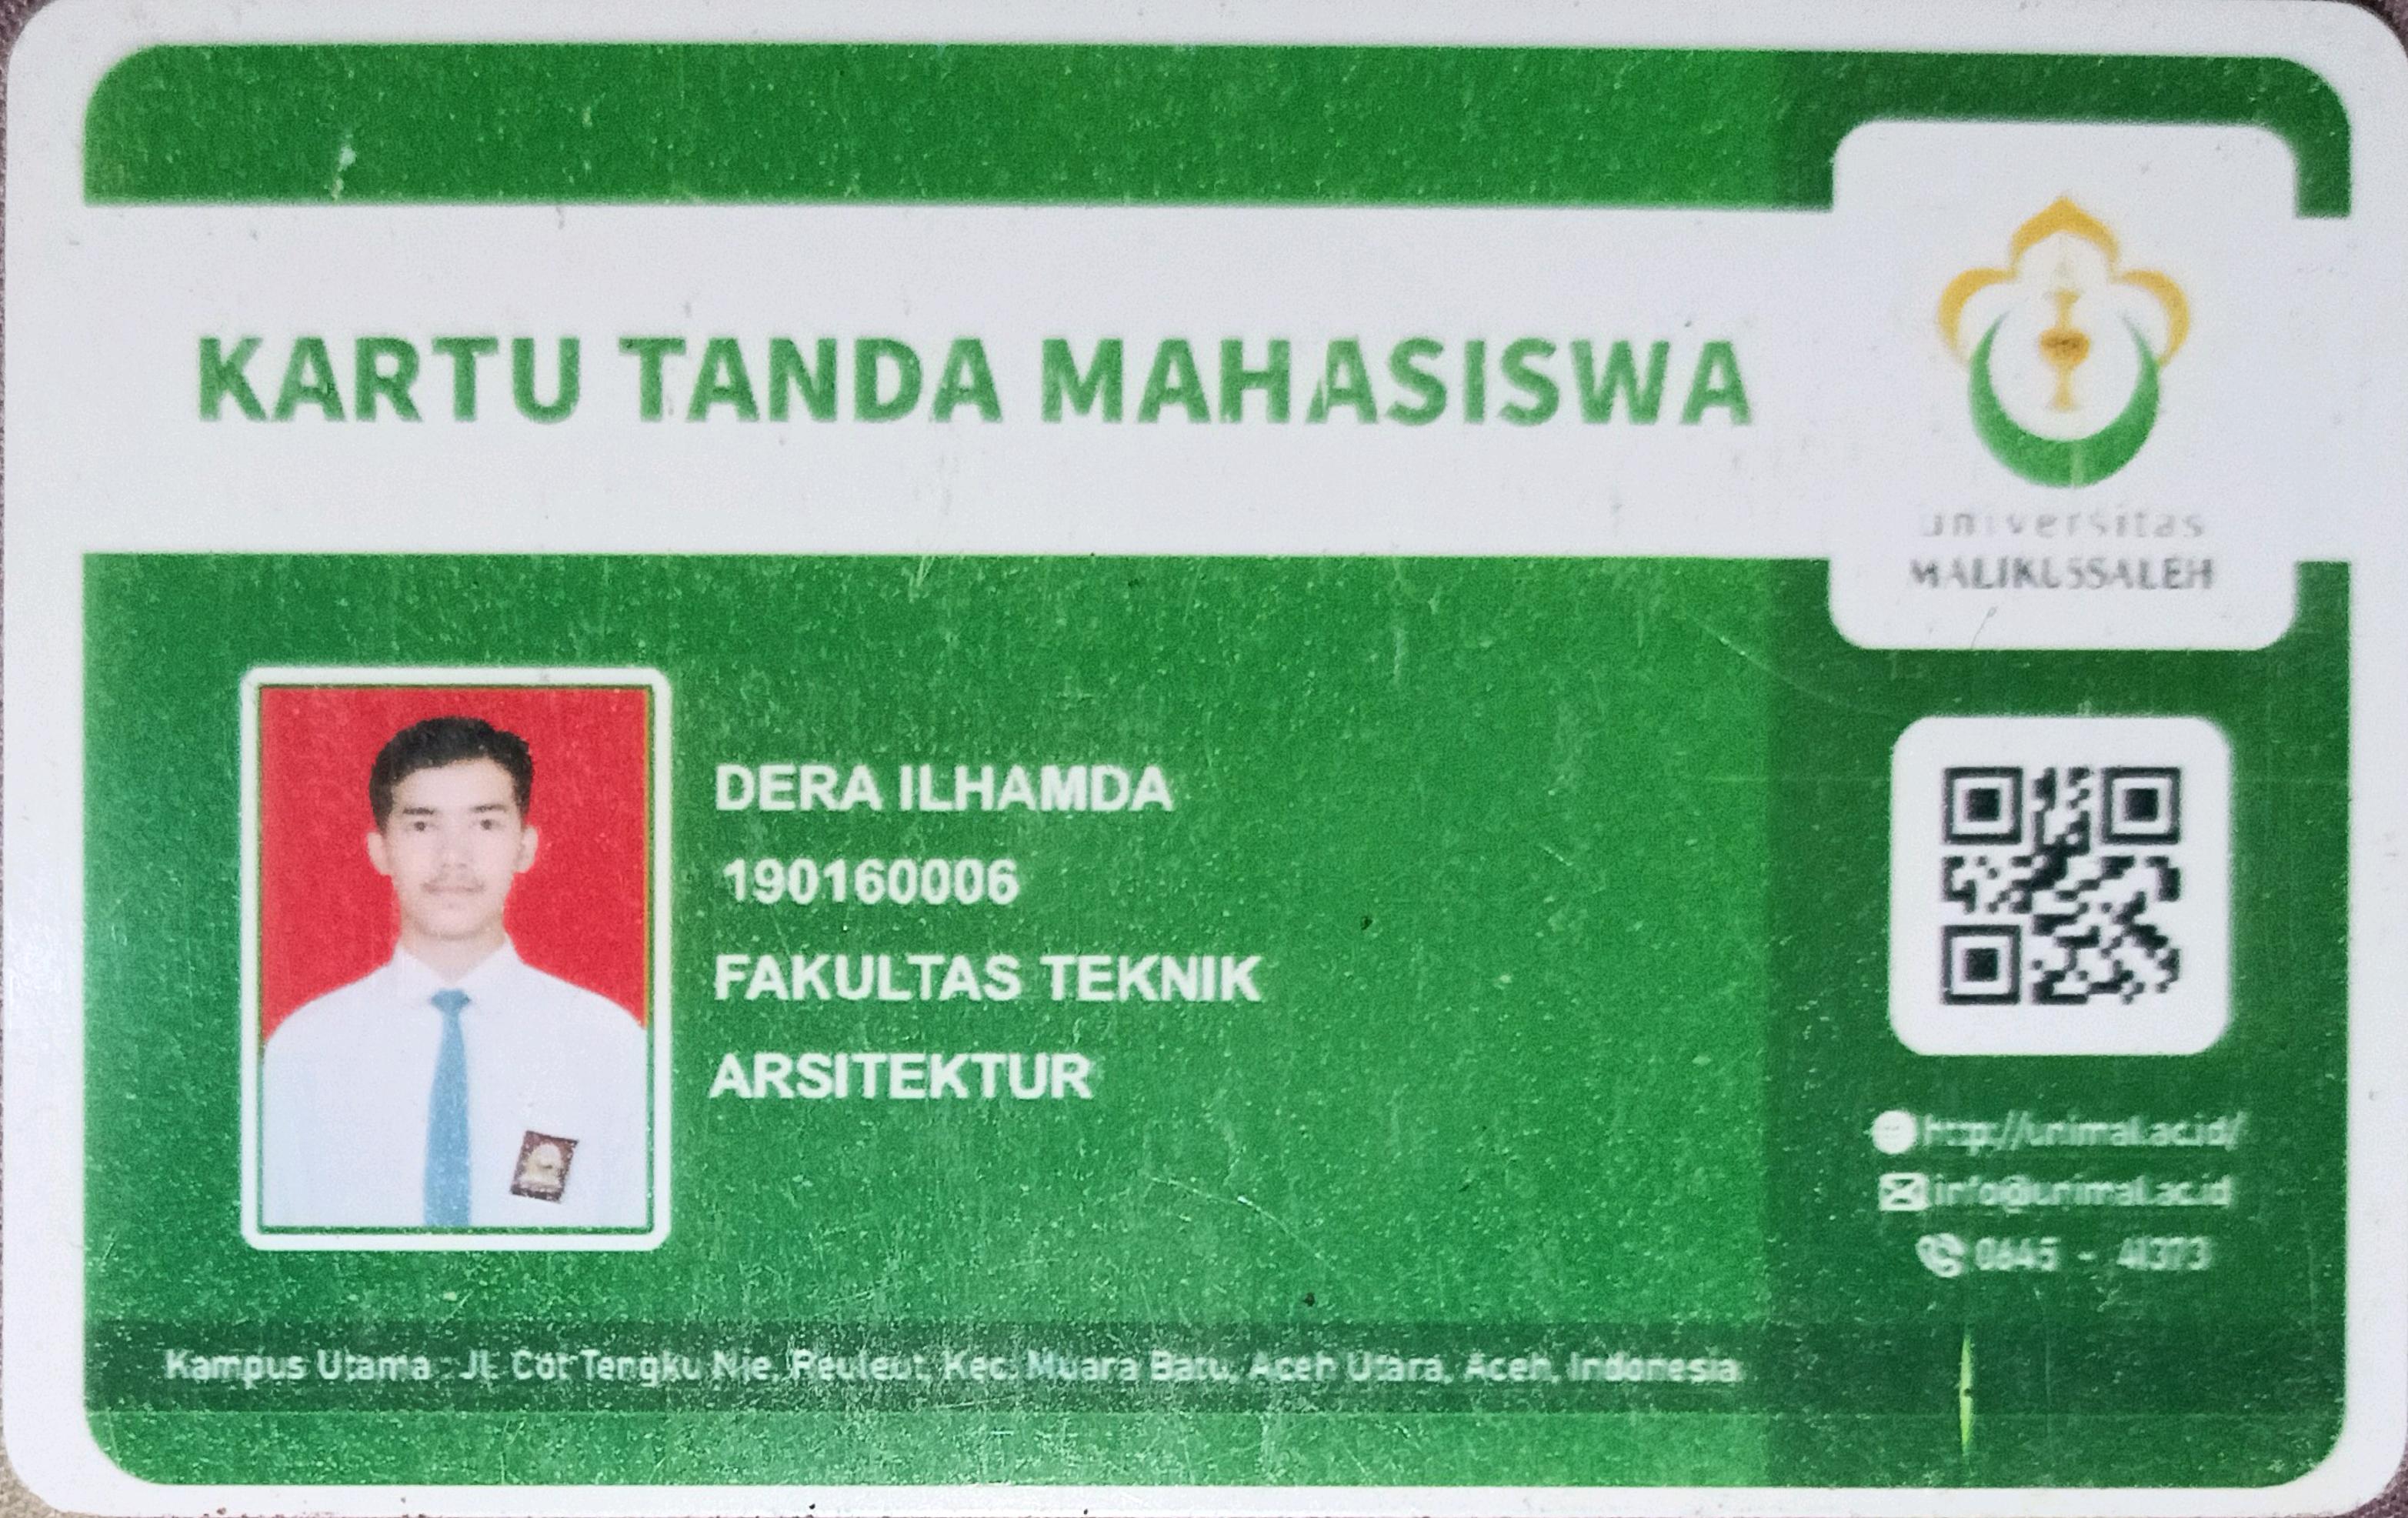 KARTU TANDA MAHASISWA
universitas
MALIKUSSALEH
DERA ILHAMDA
190160006
FAKULTAS TEKNIK
ARSITEKTUR
http://unimal.ac.id/
info@unimal.ac.id
0645 - 41373
Kampus Utama : Jl. Cot Tengku Nie, Reuleut, Kec. Muara Batu, Aceh Utara, Aceh, Indonesia